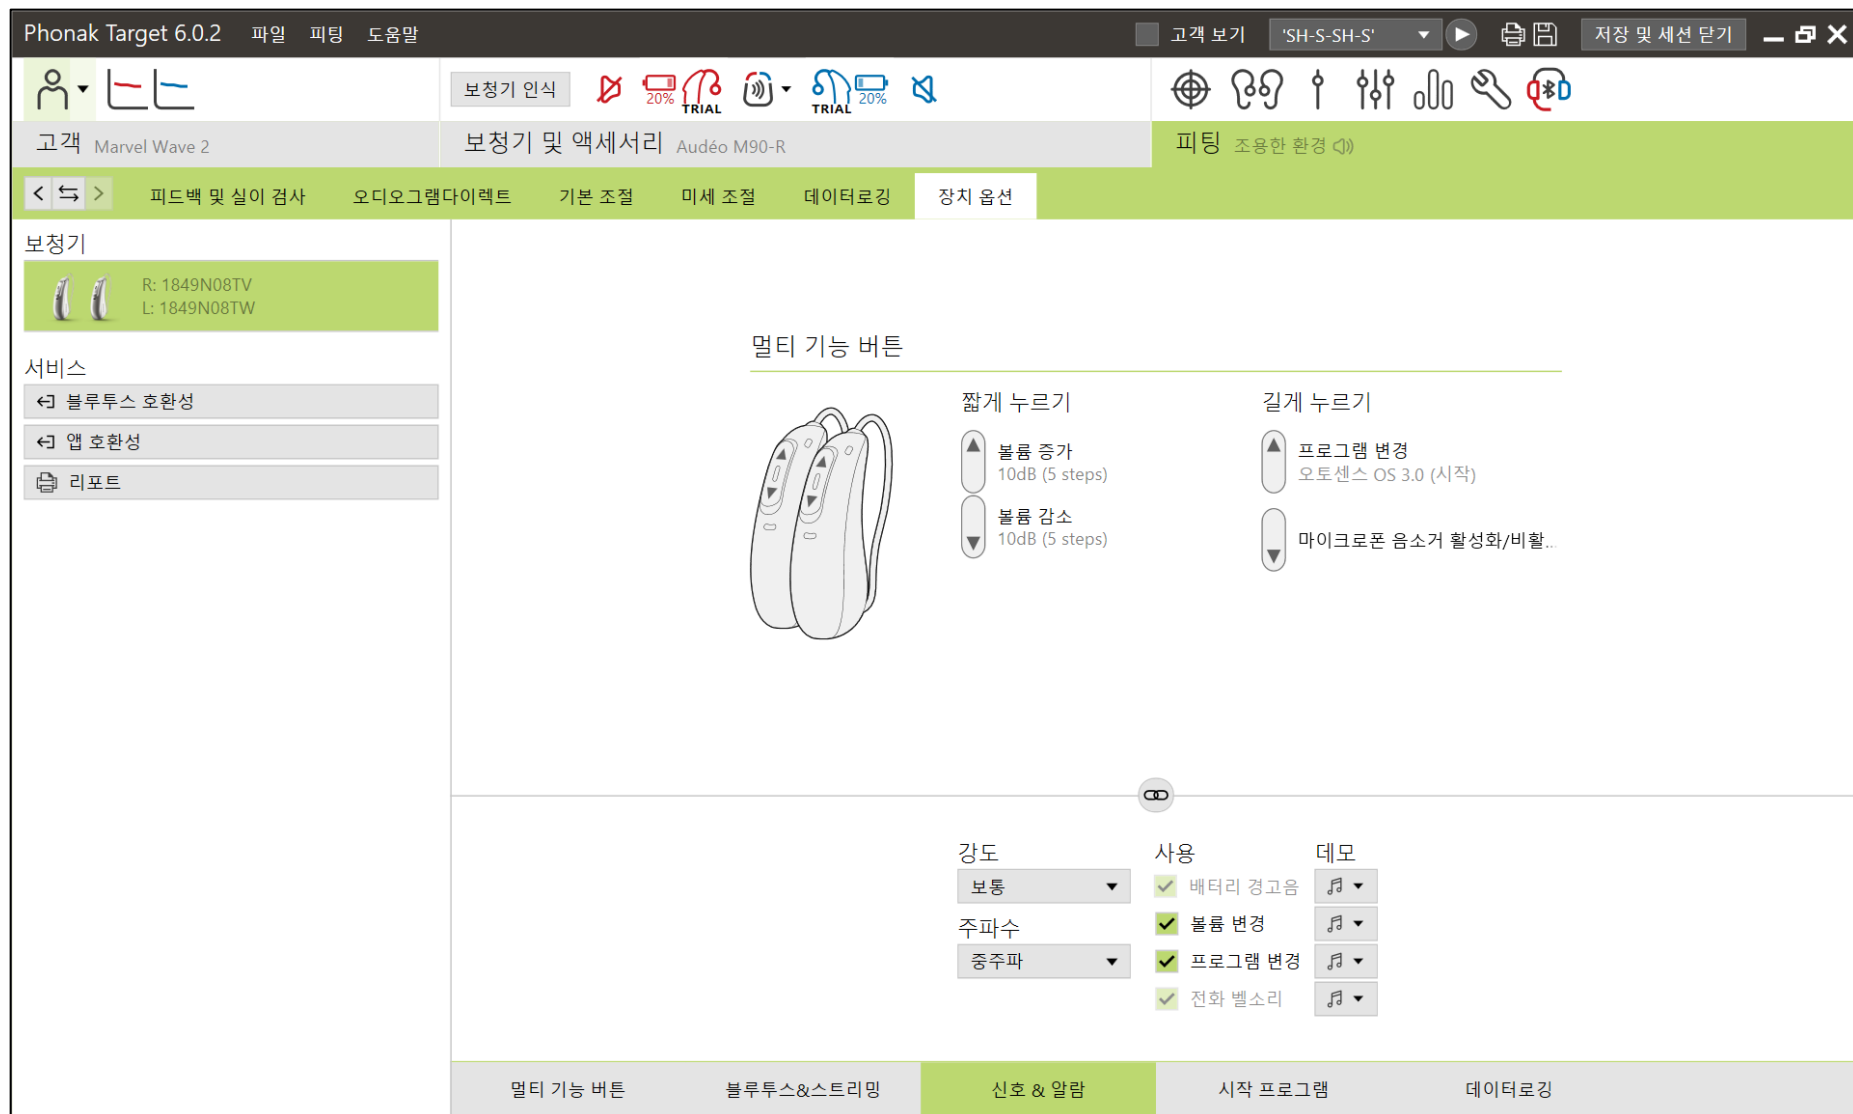 Phonak Target 6.0.2 파일 피팅 도움말 고객 보기 'SH-S-SH-S' 저장 및 세션 닫기
보청기 인식 20% TRIAL TRIAL 20%
고객 Marvel Wave 2 보청기 및 액세서리 Audéo M90-R 피팅 조용한 환경
피드백 및 실이 검사 오디오그램다이렉트 기본 조절 미세 조절 데이터로깅 장치 옵션
보청기
R: 1849N08TV
L: 1849N08TW
서비스
블루투스 호환성
앱 호환성
리포트
멀티 기능 버튼
짧게 누르기 길게 누르기
볼륨 증가 프로그램 변경
10dB (5 steps) 오토센스 OS 3.0 (시작)
볼륨 감소
10dB (5 steps) 마이크로폰 음소거 활성화/비활...
강도 사용 데모
보통 배터리 경고음
주파수 볼륨 변경
중주파 프로그램 변경
전화 벨소리
멀티 기능 버튼 블루투스&스트리밍 신호 & 알람 시작 프로그램 데이터로깅